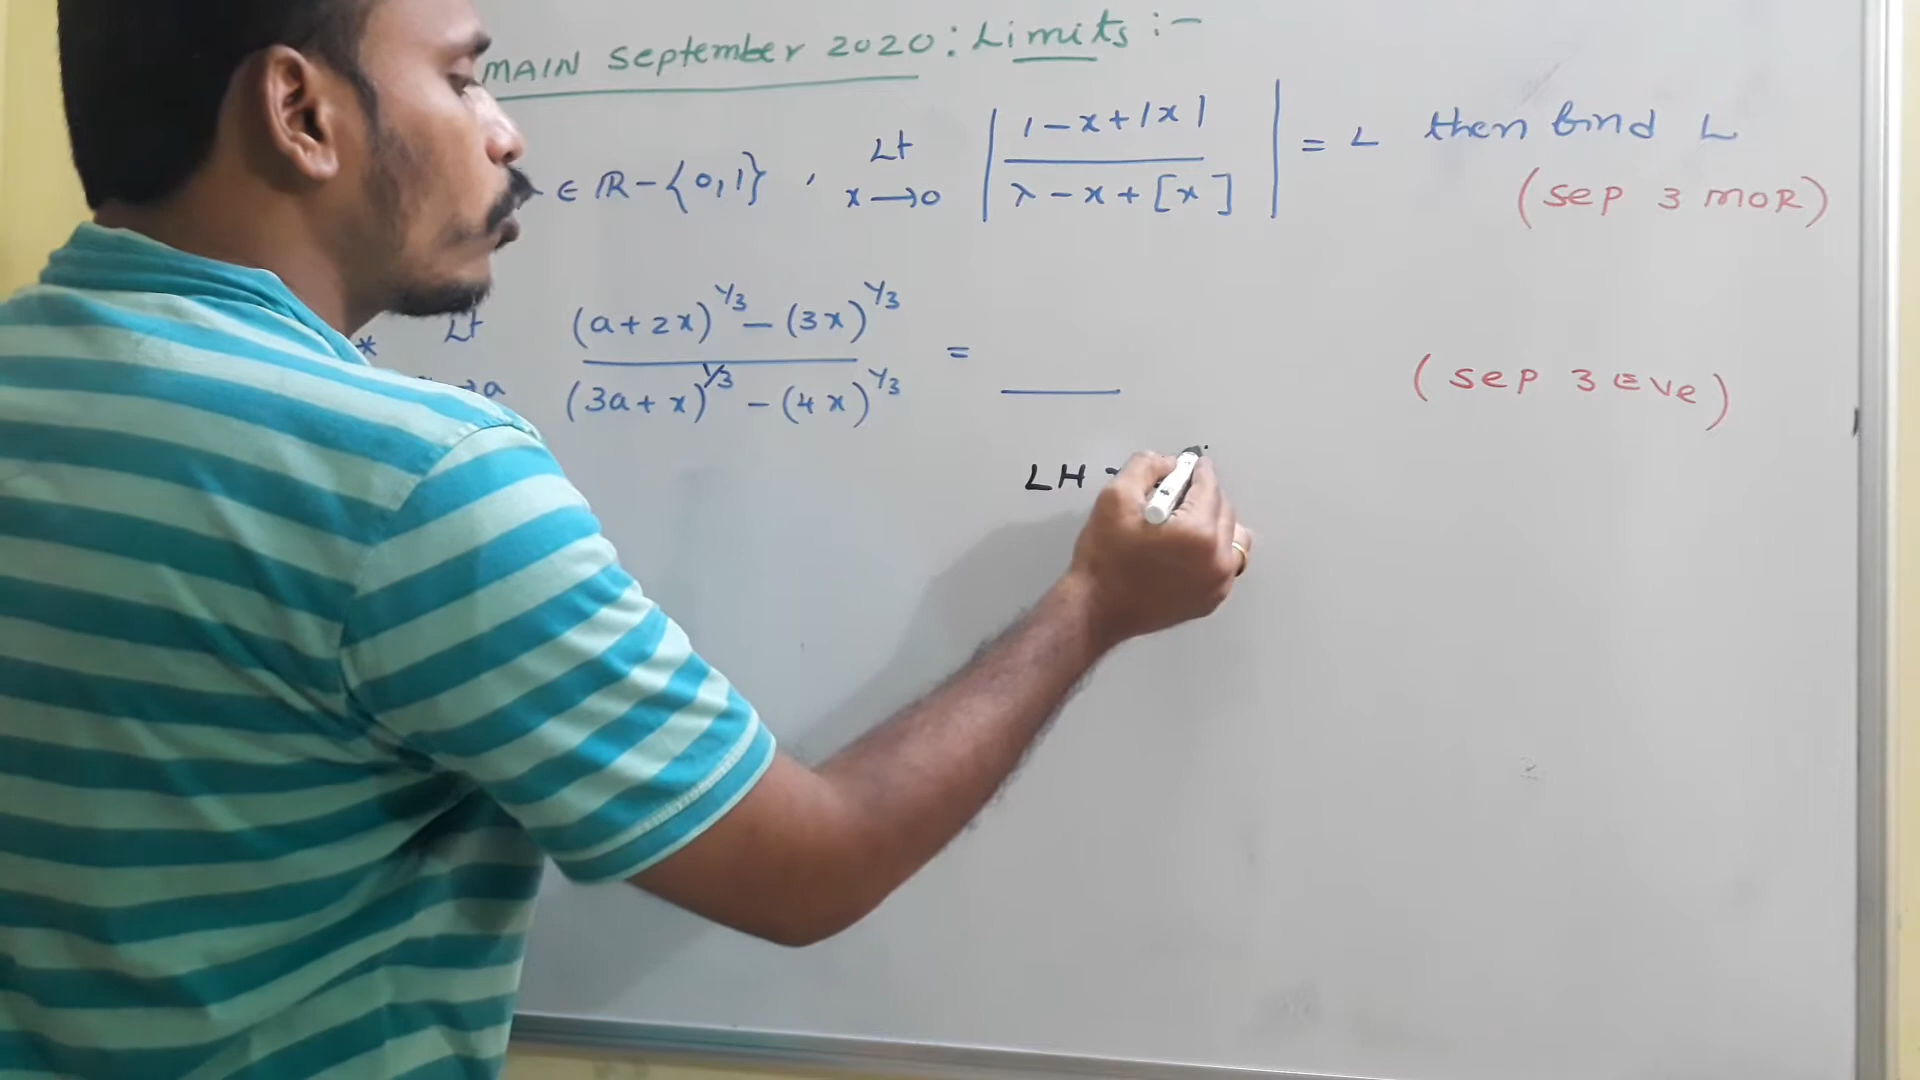 MAIN September 2020: Limits :-
∈ R - {0,1} , Lt x→0 | (1-x+|x|)/(λ-x+[x]) | = L then find L
(Sep 3 MOR)
* Lt →a ((a+2x)^1/3 - (3x)^1/3)/((3a+x)^1/3 - (4x)^1/3) = ____
(Sep 3 Eve)
LH